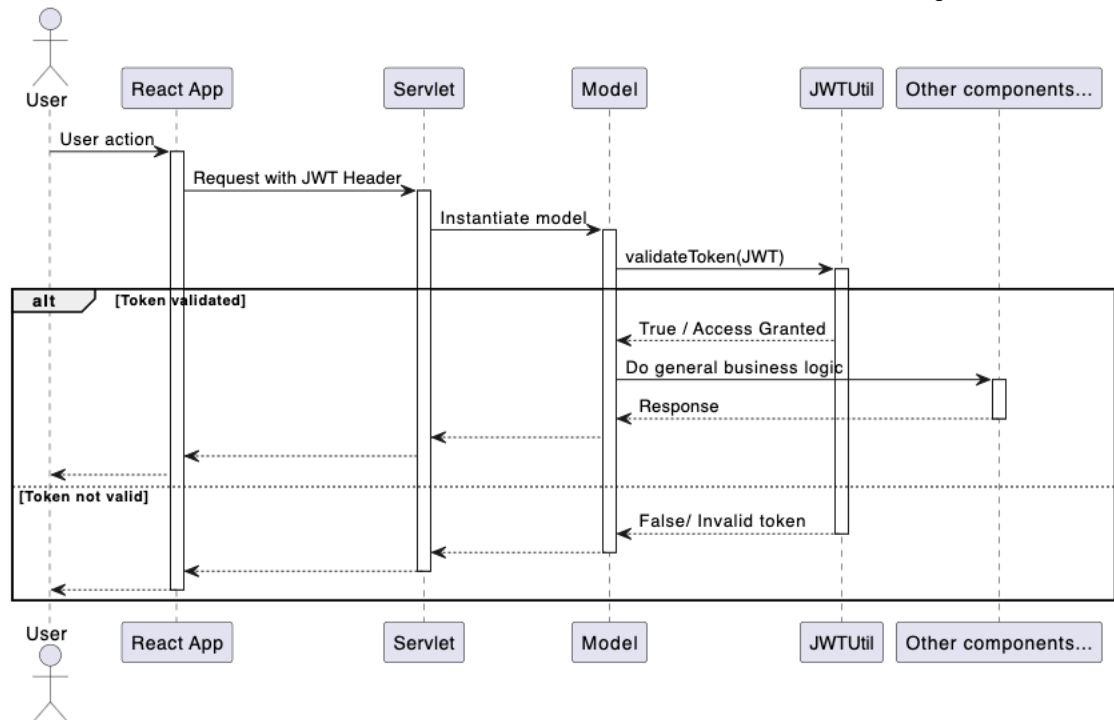 User
React App
Servlet
Model
JWTUtil
Other components...
User action
Request with JWT Header
Instantiate model
validateToken(JWT)
alt
[Token validated]
True / Access Granted
Do general business logic
Response
[Token not valid]
False/ Invalid token
User
React App
Servlet
Model
JWTUtil
Other components...